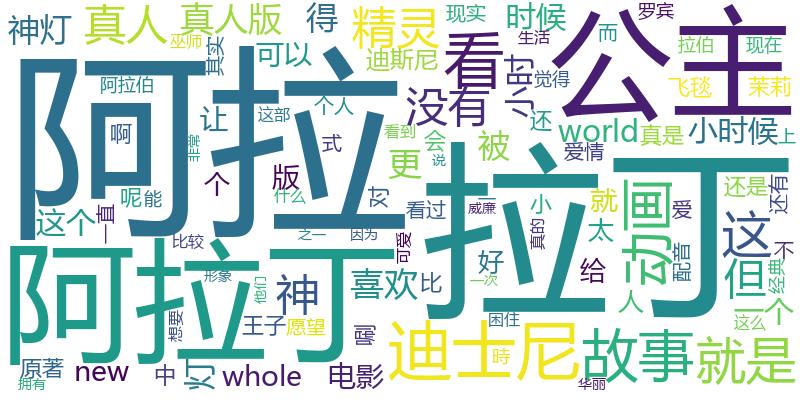 神灯
真人
真人版
得
精灵
现实
时候
罗宾
巫师
其实
可以
迪斯尼
看
生活
而
拉伯
现在
公主
阿拉
阿拉伯
啊
让
这部
个人
没有
小时
觉得
飞毯
茉莉
非常
式
看到
还
world
真是
小时候
上
呢
能
个
版
对
更
会
说
被
爱情
拉丁
这个
一直
什么
看过
威廉
一
小
就
动画
爱
还是
还有
比较
之一
因为
可爱
真的
太
配音
这
不
阿拉丁
形象
他们
神
喜欢
比
好
一次
给
人
但
经典
一个
想要
王子
愿望
唰
困住
这么
迪士尼
時
故事
就是
原著
拥有
new
中
灯
whole
电影
华丽